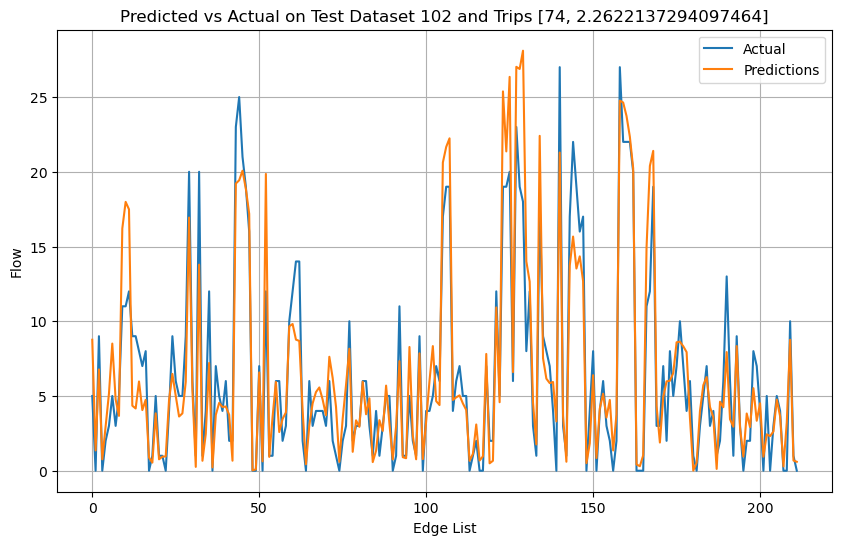 Predicted vs Actual on Test Dataset 102 and Trips [74, 2.2622137294097464]
Actual
Predictions
25
20
15
10
5
0
Flow
0
50
100
150
200
Edge List